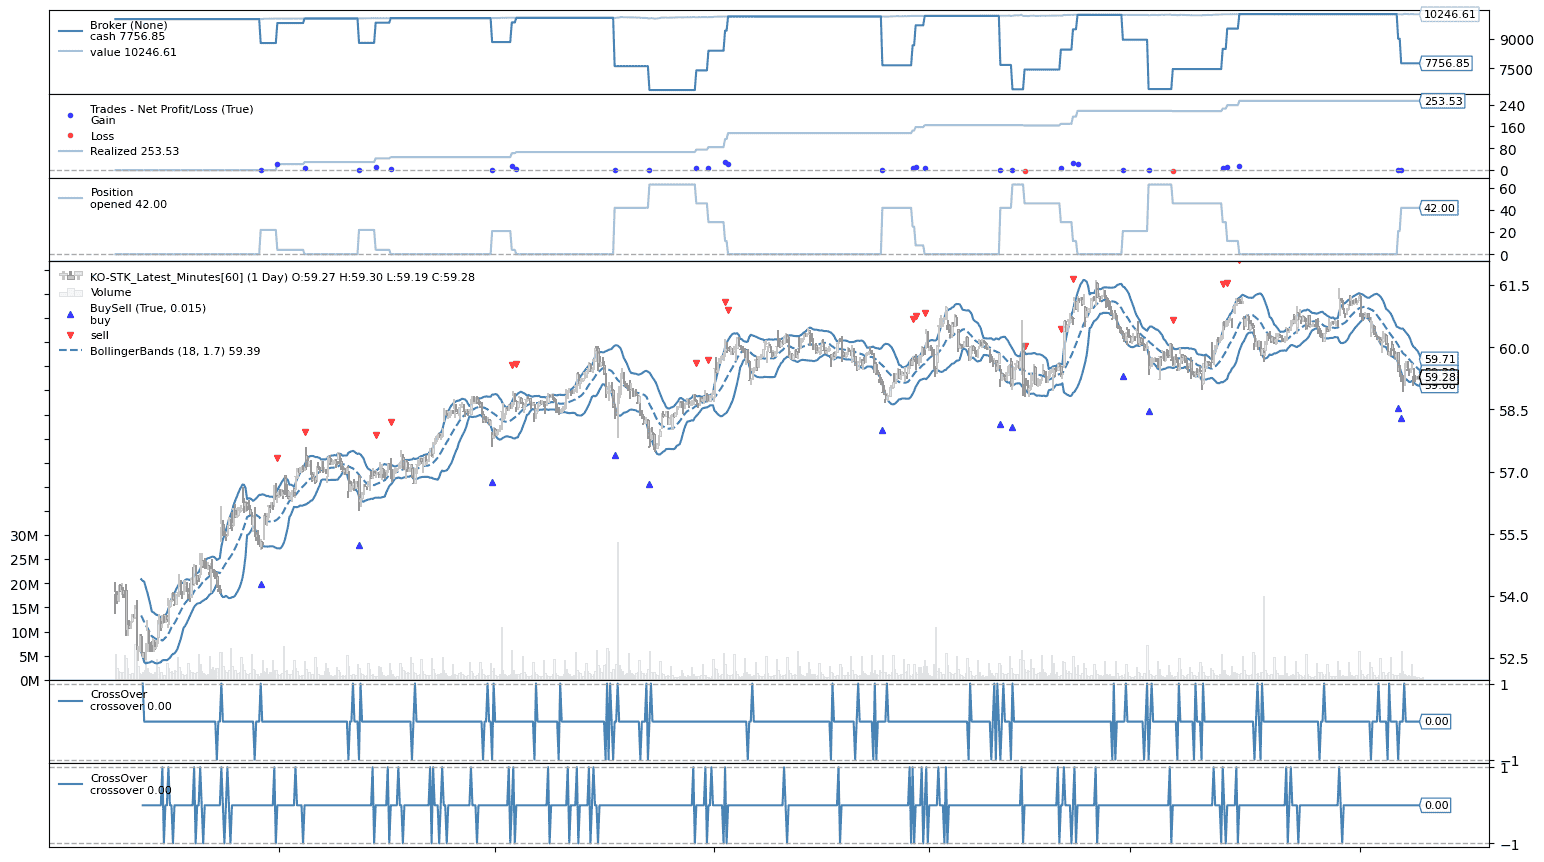 Broker (None)
cash 7756.85
value 10246.61
10246.61
9000
7756.85
7500
Trades - Net Profit/Loss (True)
Gain
Loss
Realized 253.53
253.53
240
160
80
0
Position
opened 42.00
60
42.00
40
20
0
KO-STK_Latest_Minutes[60] (1 Day) O:59.27 H:59.30 L:59.19 C:59.28
Volume
BuySell (True, 0.015)
buy
sell
BollingerBands (18, 1.7) 59.39
61.5
60.0
59.71
59.28
58.5
57.0
55.5
54.0
52.5
30M
25M
20M
15M
10M
5M
0M
CrossOver
crossover 0.00
1
0.00
−1
CrossOver
crossover 0.00
1
0.00
−1